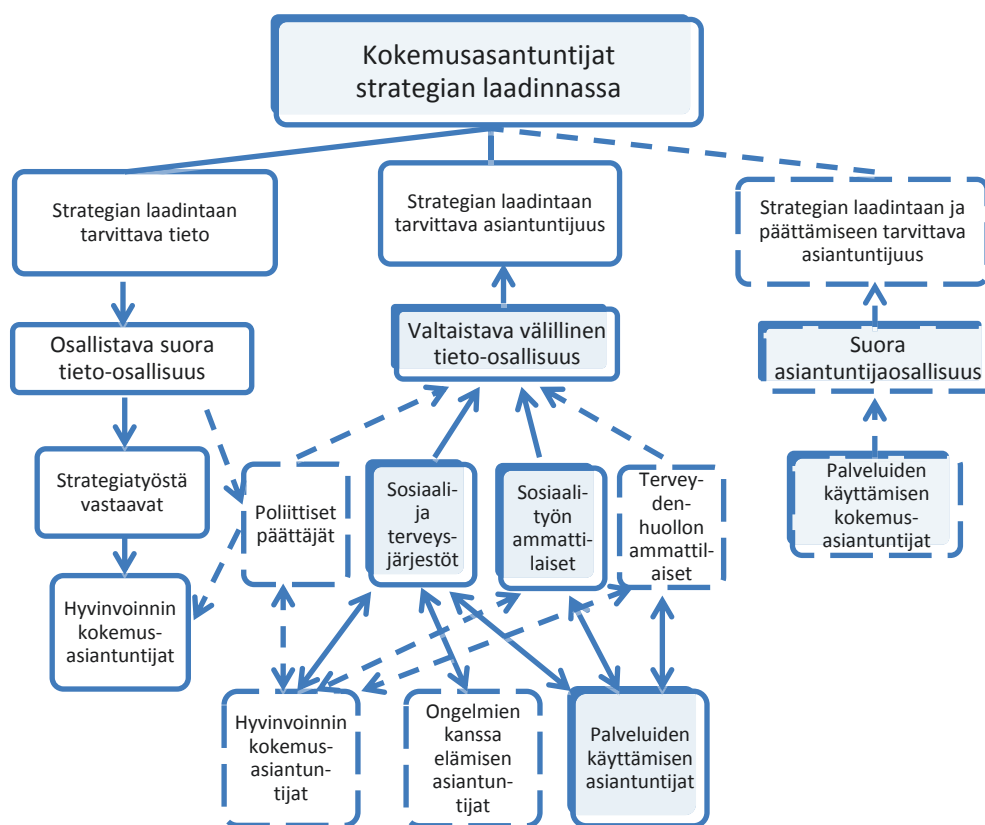 Kokemusasantuntijat
strategian laadinnassa
Strategian laadintaan
tarvittava tieto
Strategian laadintaan
tarvittava asiantuntijuus
Strategian laadintaan ja
päättämiseen tarvittava
asiantuntijuus
Osallistava suora
tieto-osallisuus
Valtaistava välillinen
tieto-osallisuus
Suora
asiantuntijaosallisuus
Strategiatyöstä
vastaavat
Poliittiset
päättäjät
Sosiaali-
ja
terveys-
järjestöt
Sosiaali-
työn
ammatti-
laiset
Tervey-
den-
huollon
ammattil-
aiset
Palveluiden
käyttämisen
kokemus-
asiantuntijat
Hyvinvoinnin
kokemus-
asiantuntijat
Hyvinvoinnin
kokemus-
asiantun-
tijat
Ongelmien
kanssa
elämisen
asiantun-
tijat
Palveluiden
käyttämisen
asiantuntijat